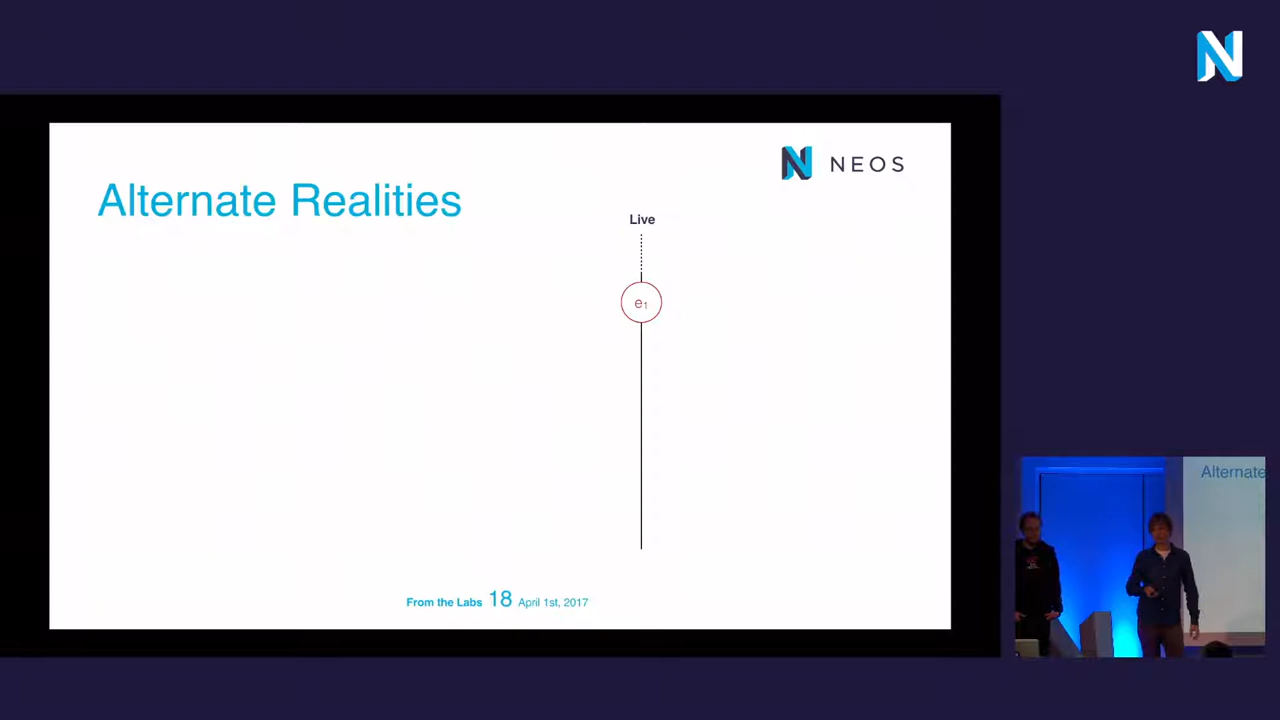 NEOS
Alternate Realities
Live
e₁
From the Labs 18 April 1st, 2017
Alternate